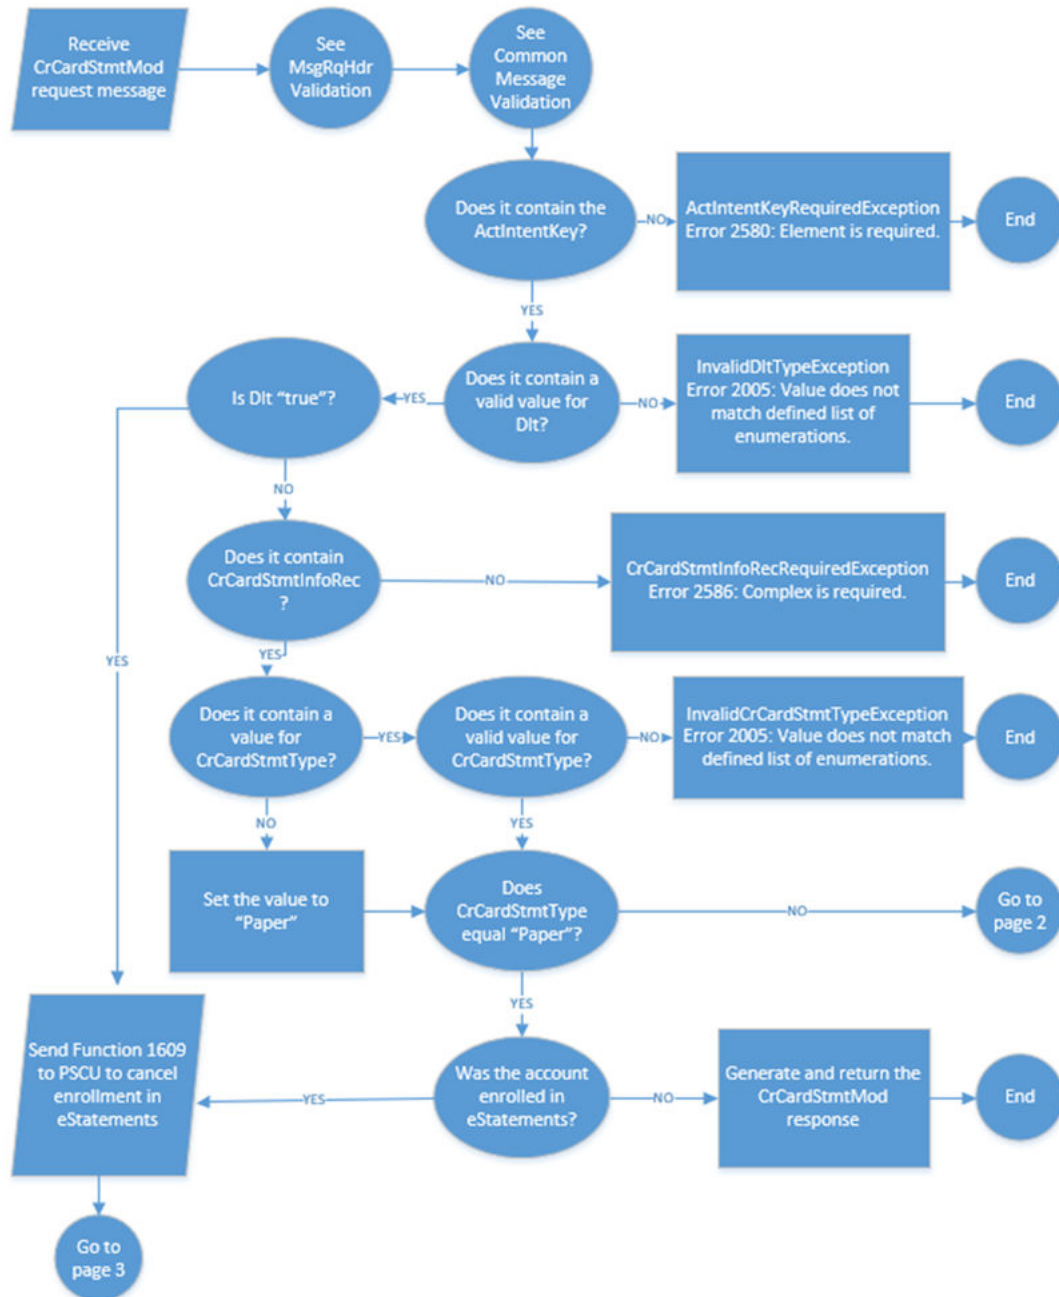 Receive
CrCardStmtMod
request message
See
MsgRqHdr
Validation
See
Common
Message
Validation
Does it contain the
ActIntentKey?
NO
ActIntentKeyRequiredException
Error 2580: Element is required.
End
YES
Is Dlt “true”?
YES
Does it contain a
valid value for
Dlt?
NO
InvalidDltTypeException
Error 2005: Value does not
match defined list of
enumerations.
End
NO
Does it contain
CrCardStmtInfoRec
?
NO
CrCardStmtInfoRecRequiredException
Error 2586: Complex is required.
End
YES
YES
Does it contain a
value for
CrCardStmtType?
YES
Does it contain a
valid value for
CrCardStmtType?
NO
InvalidCrCardStmtTypeException
Error 2005: Value does not match
defined list of enumerations.
End
NO
YES
Set the value to
“Paper”
Does
CrCardStmtType
equal “Paper”?
NO
Go to
page 2
YES
Send Function 1609
to PSCU to cancel
enrollment in
eStatements
YES
Was the account
enrolled in
eStatements?
NO
Generate and return the
CrCardStmtMod
response
End
Go to
page 3